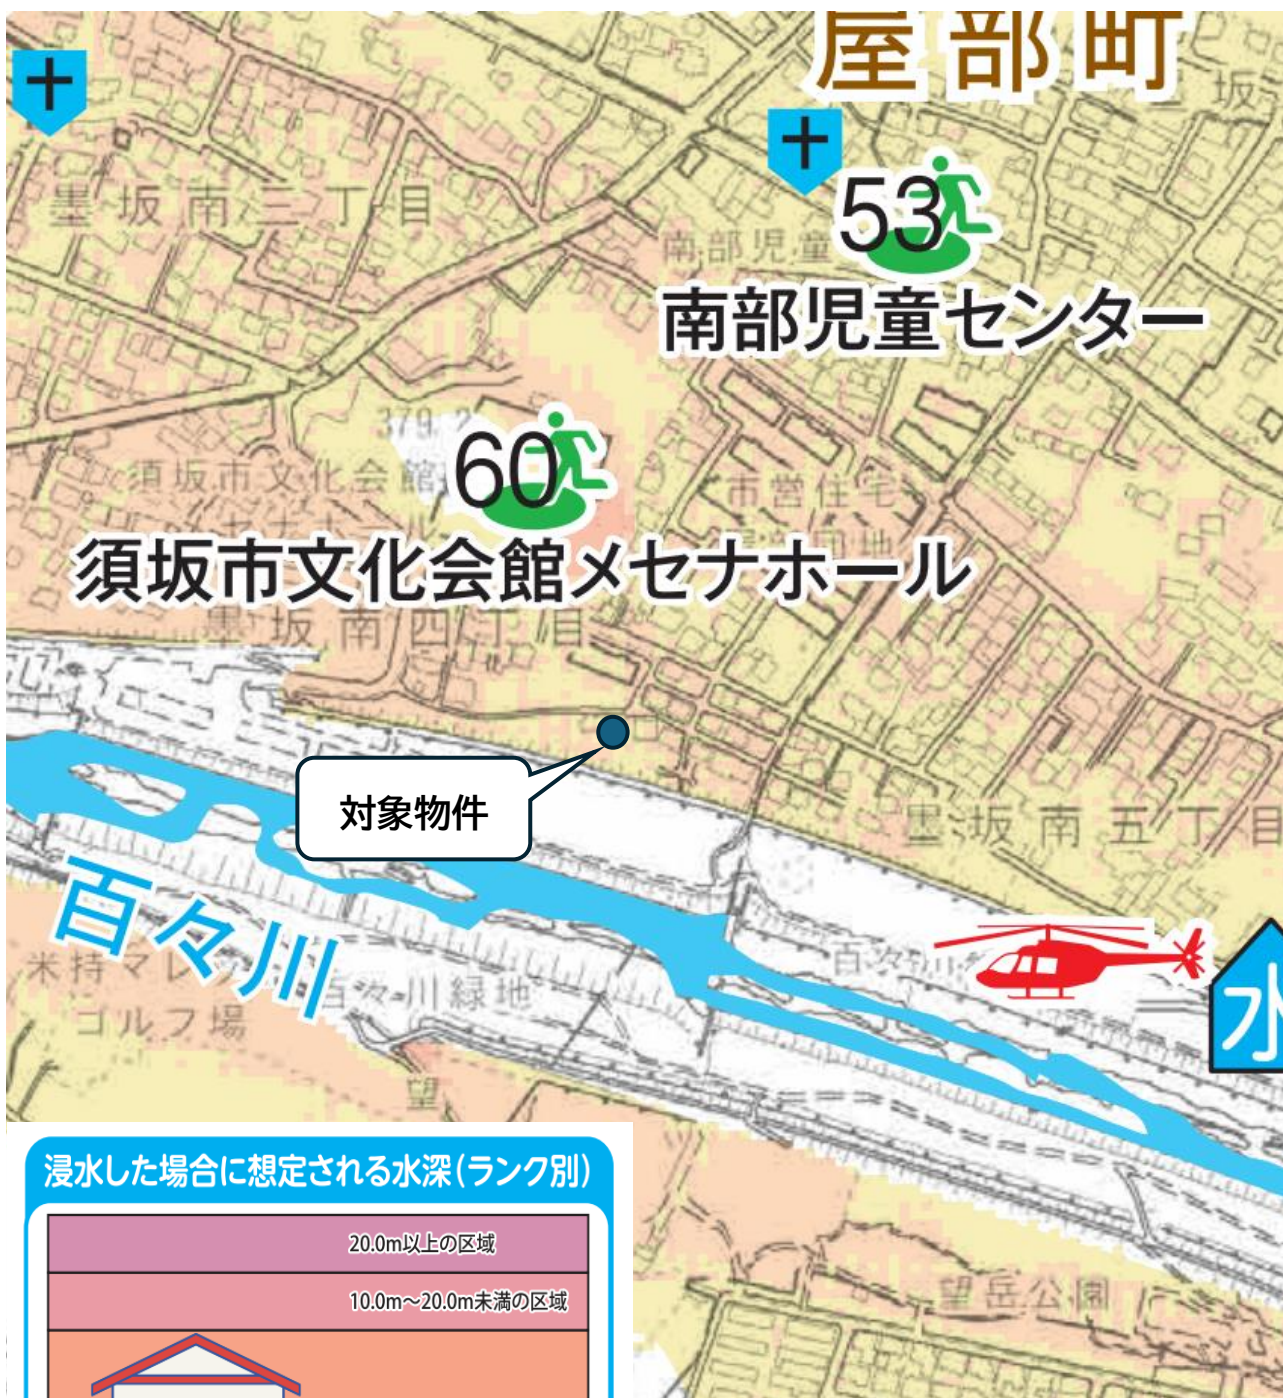 屋部町
墨坂南三丁目
南部児童
53
南部児童センター
379.2
60
須坂市文化会館
市営住宅
須坂市文化会館メセナホール
墨坂南四丁目
対象物件
墨坂南五丁目
百々川
米持マレ
ゴルフ場
百々川緑地
百々川
水
望
望岳公園
浸水した場合に想定される水深(ランク別)
20.0m以上の区域
10.0m~20.0m未満の区域